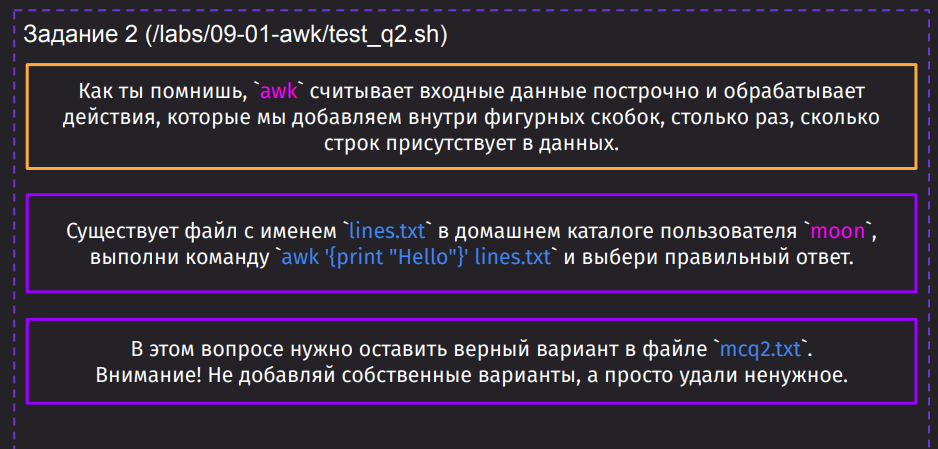 Задание 2 (/labs/09-01-awk/test_q2.sh)
Как ты помнишь, `awk` считывает входные данные построчно и обрабатывает
действия, которые мы добавляем внутри фигурных скобок, столько раз, сколько
строк присутствует в данных.
Существует файл с именем `lines.txt` в домашнем каталоге пользователя `moon`,
выполни команду `awk '{print "Hello"}' lines.txt` и выбери правильный ответ.
В этом вопросе нужно оставить верный вариант в файле `mcq2.txt`.
Внимание! Не добавляй собственные варианты, а просто удали ненужное.